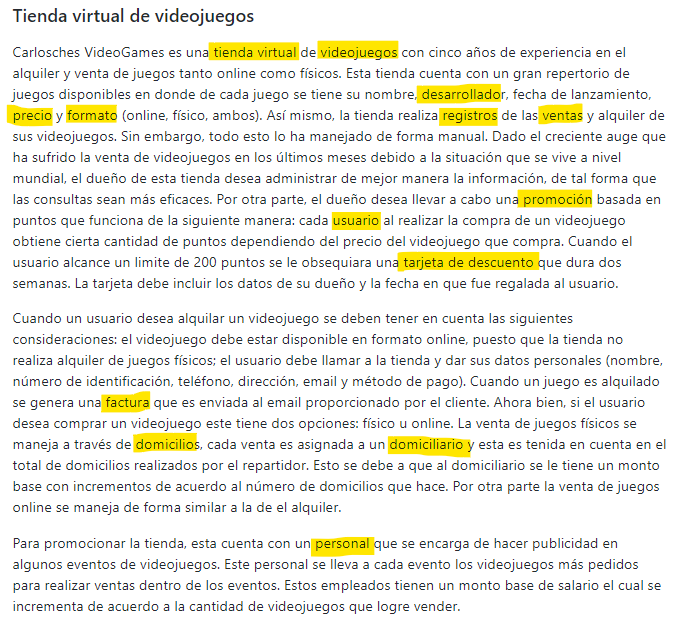 Tienda virtual de videojuegos
Carlosches VideoGames es una tienda virtual de videojuegos con cinco años de experiencia en el
alquiler y venta de juegos tanto online como físicos. Esta tienda cuenta con un gran repertorio de
juegos disponibles en donde de cada juego se tiene su nombre, desarrollador, fecha de lanzamiento,
precio y formato (online, físico, ambos). Así mismo, la tienda realiza registros de las ventas y alquiler de
sus videojuegos. Sin embargo, todo esto lo ha manejado de forma manual. Dado el creciente auge que
ha sufrido la venta de videojuegos en los últimos meses debido a la situación que se vive a nivel
mundial, el dueño de esta tienda desea administrar de mejor manera la información, de tal forma que
las consultas sean más eficaces. Por otra parte, el dueño desea llevar a cabo una promoción basada en
puntos que funciona de la siguiente manera: cada usuario al realizar la compra de un videojuego
obtiene cierta cantidad de puntos dependiendo del precio del videojuego que compra. Cuando el
usuario alcance un limite de 200 puntos se le obsequiara una tarjeta de descuento que dura dos
semanas. La tarjeta debe incluir los datos de su dueño y la fecha en que fue regalada al usuario.
Cuando un usuario desea alquilar un videojuego se deben tener en cuenta las siguientes
consideraciones: el videojuego debe estar disponible en formato online, puesto que la tienda no
realiza alquiler de juegos físicos; el usuario debe llamar a la tienda y dar sus datos personales (nombre,
número de identificación, teléfono, dirección, email y método de pago). Cuando un juego es alquilado
se genera una factura que es enviada al email proporcionado por el cliente. Ahora bien, si el usuario
desea comprar un videojuego este tiene dos opciones: físico u online. La venta de juegos físicos se
maneja a través de domicilios, cada venta es asignada a un domiciliario y esta es tenida en cuenta en el
total de domicilios realizados por el repartidor. Esto se debe a que al domiciliario se le tiene un monto
base con incrementos de acuerdo al número de domicilios que hace. Por otra parte la venta de juegos
online se maneja de forma similar a la de el alquiler.
Para promocionar la tienda, esta cuenta con un personal que se encarga de hacer publicidad en
algunos eventos de videojuegos. Este personal se lleva a cada evento los videojuegos más pedidos
para realizar ventas dentro de los eventos. Estos empleados tienen un monto base de salario el cual se
incrementa de acuerdo a la cantidad de videojuegos que logre vender.